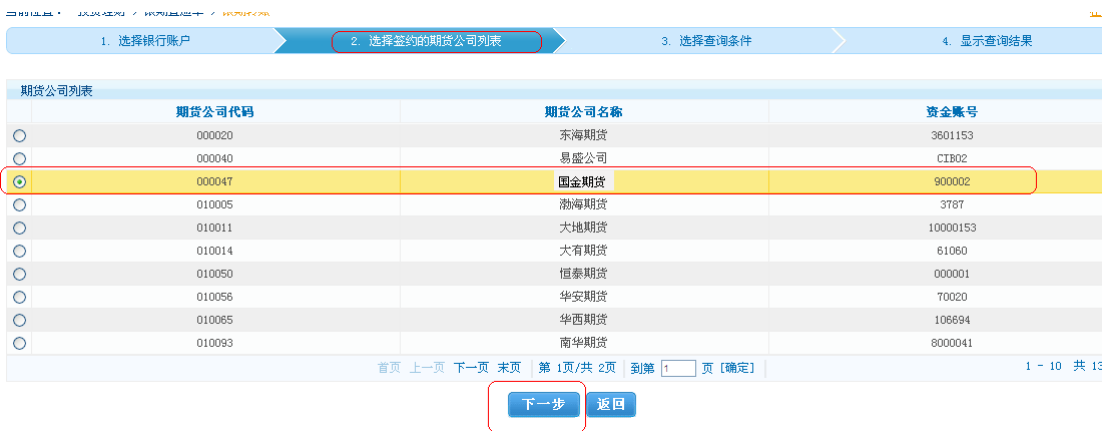 1. 选择银行账户 2. 选择签约的期货公司列表 3. 选择查询条件 4. 显示查询结果
期货公司列表
期货公司代码 期货公司名称 资金账号
000020 东海期货 3601153
000040 易盛公司 CIB02
000047 国金期货 900002
010005 渤海期货 3787
010011 大地期货 10000153
010014 大有期货 61060
010050 恒泰期货 000001
010056 华安期货 70020
010065 华西期货 106694
010093 南华期货 8000041
首页 上一页 下一页 末页 第 1页/共 2页 到第 1 页 [确定] 1 - 10 共 13
下一步 返回